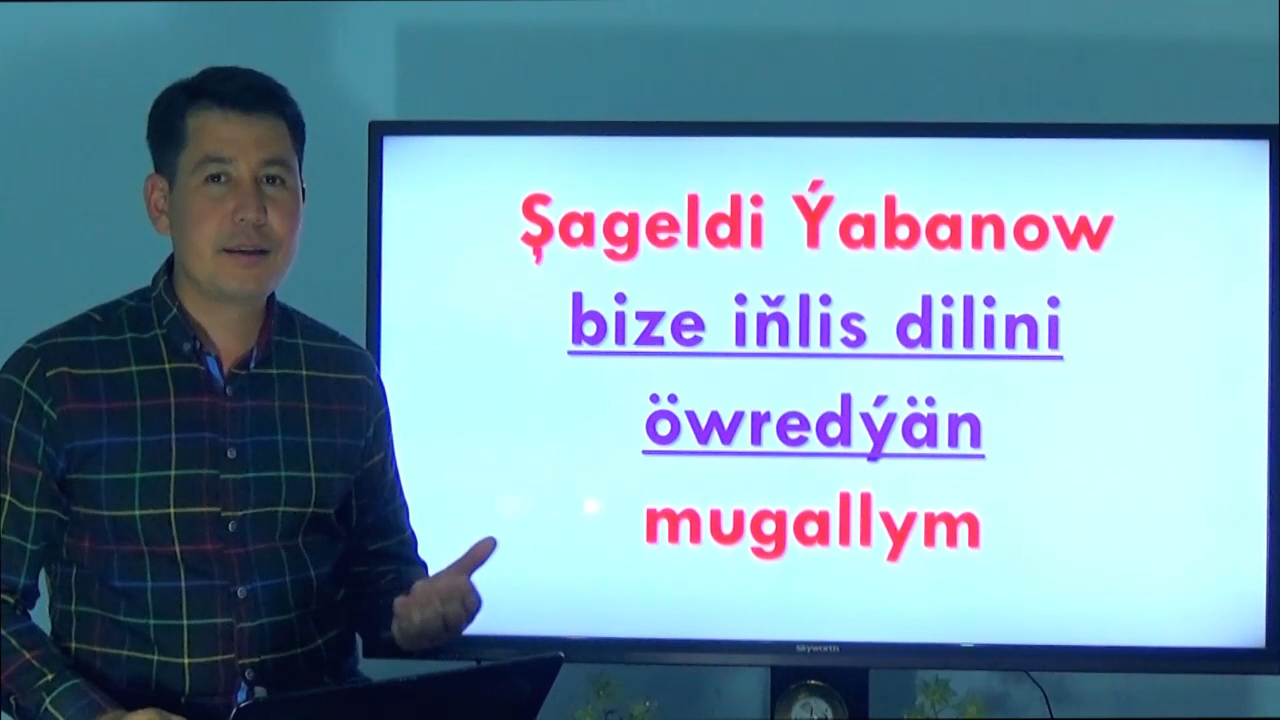 Şageldi Ýabanow
bize iňlis dilini
öwredýän
mugallym
Skyworth